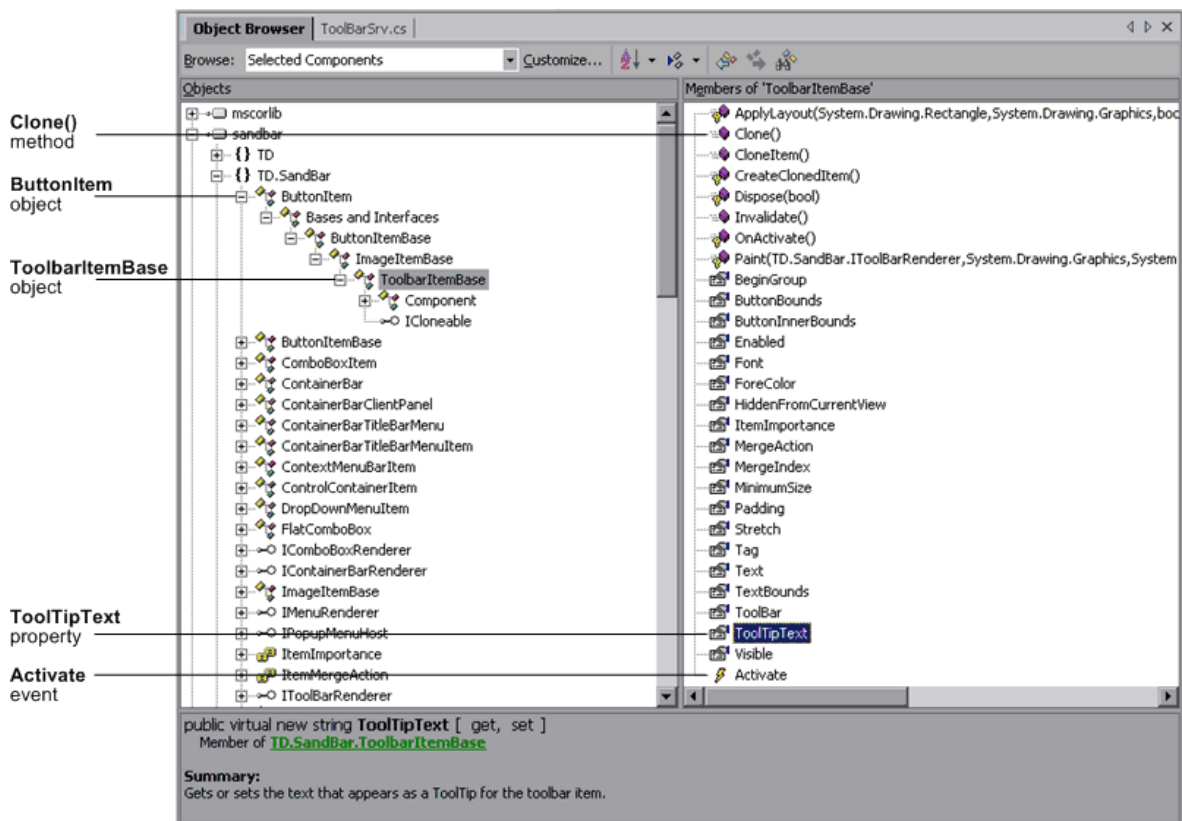 Object Browser
ToolBarSrv.cs
Browse: Selected Components
Customize...
Objects
mscorlib
sandbar
TD
TD.SandBar
ButtonItem
Bases and Interfaces
ButtonItemBase
ImageItemBase
ToolbarItemBase
Component
ICloneable
ButtonItemBase
ComboBoxItem
ContainerBar
ContainerBarClientPanel
ContainerBarTitleBarMenu
ContainerBarTitleBarMenuItem
ContextMenuBarItem
ControlContainerItem
DropDownMenuItem
FlatComboBox
IComboBoxRenderer
IContainerBarRenderer
ImageItemBase
IMenuRenderer
IPopupMenuHost
ItemImportance
ItemMergeAction
IToolBarRenderer
Members of 'ToolbarItemBase'
ApplyLayout(System.Drawing.Rectangle,System.Drawing.Graphics,boo
Clone()
CloneItem()
CreateClonedItem()
Dispose(bool)
Invalidate()
OnActivate()
Paint(TD.SandBar.IToolBarRenderer,System.Drawing.Graphics,System
BeginGroup
ButtonBounds
ButtonInnerBounds
Enabled
Font
ForeColor
HiddenFromCurrentView
ItemImportance
MergeAction
MergeIndex
MinimumSize
Padding
Stretch
Tag
Text
TextBounds
ToolBar
ToolTipText
Visible
Activate
Clone()
method
ButtonItem
object
ToolbarItemBase
object
ToolTipText
property
Activate
event
public virtual new string ToolTipText [ get, set ]
Member of TD.SandBar.ToolbarItemBase
Summary:
Gets or sets the text that appears as a ToolTip for the toolbar item.